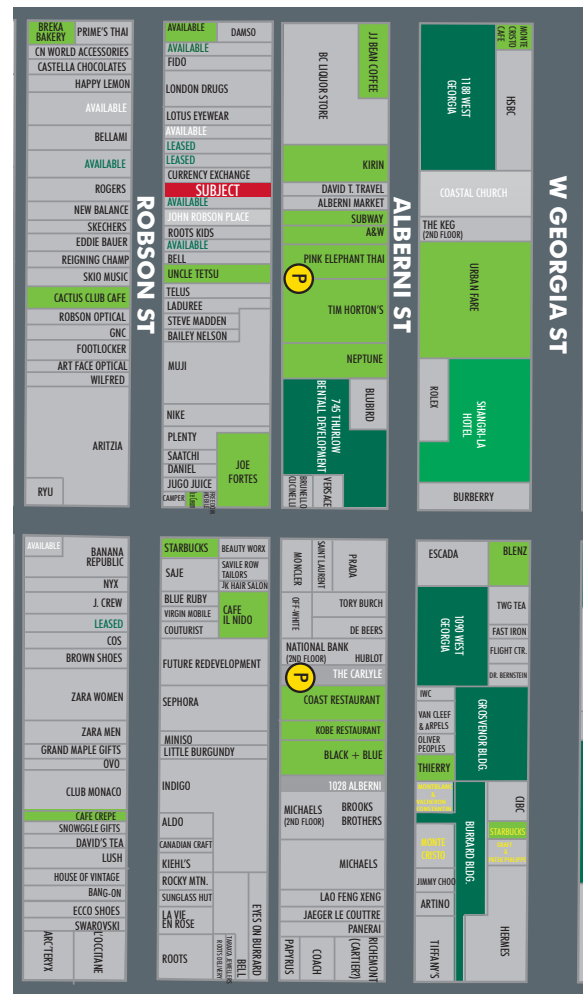 BREKA
BAKERY
PRIME'S THAI
CN WORLD ACCESSORIES
CASTELLA CHOCOLATES
HAPPY LEMON
AVAILABLE
BELLAMI
AVAILABLE
ROGERS
NEW BALANCE
SKECHERS
EDDIE BAUER
REIGNING CHAMP
SKIO MUSIC
CACTUS CLUB CAFE
ROBSON OPTICAL
GNC
FOOTLOCKER
ART FACE OPTICAL
WILFRED
ARITZIA
RYU
ROBSON ST
AVAILABLE
DAMSO
AVAILABLE
FIDO
LONDON DRUGS
LOTUS EYEWEAR
AVAILABLE
LEASED
LEASED
CURRENCY EXCHANGE
SUBJECT
AVAILABLE
JOHN ROBSON PLACE
ROOTS KIDS
AVAILABLE
BELL
UNCLE TETSU
TELUS
LADUREE
STEVE MADDEN
BAILEY NELSON
MUJI
NIKE
PLENTY
SAATCHI
DANIEL
JUGO JUICE
CAMPER
JOE
FORTES
BC LIQUOR STORE
JJ BEAN COFFEE
KIRIN
DAVID T. TRAVEL
ALBERNI MARKET
SUBWAY
A&W
PINK ELEPHANT THAI
P
TIM HORTON'S
NEPTUNE
745 THURLOW
BENTALL DEVELOPMENT
BLUBIRD
BRUNELLO
CUCINELLI
VERSACE
ALBERNI ST
1188 WEST
GEORGIA
MONTE
CRISTO
CAFE
HSBC
COASTAL CHURCH
THE KEG
(2ND FLOOR)
URBAN FARE
ROLEX
SHANGRI-LA
HOTEL
BURBERRY
W GEORGIA ST
AVAILABLE
BANANA
REPUBLIC
NYX
J. CREW
LEASED
COS
BROWN SHOES
ZARA WOMEN
ZARA MEN
GRAND MAPLE GIFTS
OVO
CLUB MONACO
CAFE CREPE
SNOWGGLE GIFTS
DAVID'S TEA
LUSH
HOUSE OF VINTAGE
BANG-ON
ECCO SHOES
SWAROVSKI
ARC'TERYX
L'OCCITANE
STARBUCKS
BEAUTY WORX
SAJE
SAVILE ROW
TAILORS
JK HAIR SALON
BLUE RUBY
VIRGIN MOBILE
COUTURIST
CAFE
IL NIDO
FUTURE REDEVELOPMENT
SEPHORA
MINISO
LITTLE BURGUNDY
INDIGO
ALDO
CANADIAN CRAFT
KIEHL'S
ROCKY MTN.
SUNGLASS HUT
LA VIE
EN ROSE
ROOTS
BELL
EYES ON BURRARD
MONCLER
SAINT LAURENT
PRADA
OFF-WHITE
TORY BURCH
DE BEERS
NATIONAL BANK
(2ND FLOOR)
HUBLOT
P
THE CARLYLE
COAST RESTAURANT
KOBE RESTAURANT
BLACK + BLUE
1028 ALBERNI
MICHAELS
(2ND FLOOR)
BROOKS
BROTHERS
MICHAELS
LAO FENG XENG
JAEGER LE COUTTRE
PANERAI
PAPYRUS
COACH
RICHEMONT
(CARTIER?)
ESCADA
BLENZ
1090 WEST
GEORGIA
TWG TEA
FAST IRON
FLIGHT CTR.
DR. BERNSTEIN
IWC
VAN CLEEF
& ARPELS
OLIVER
PEOPLES
THIERRY
GROSVENOR BLDG.
MONTE
CRISTO
JIMMY CHOO
ARTINO
TIFFANY'S
BURRARD BLDG.
CIBC
STARBUCKS
HERMES